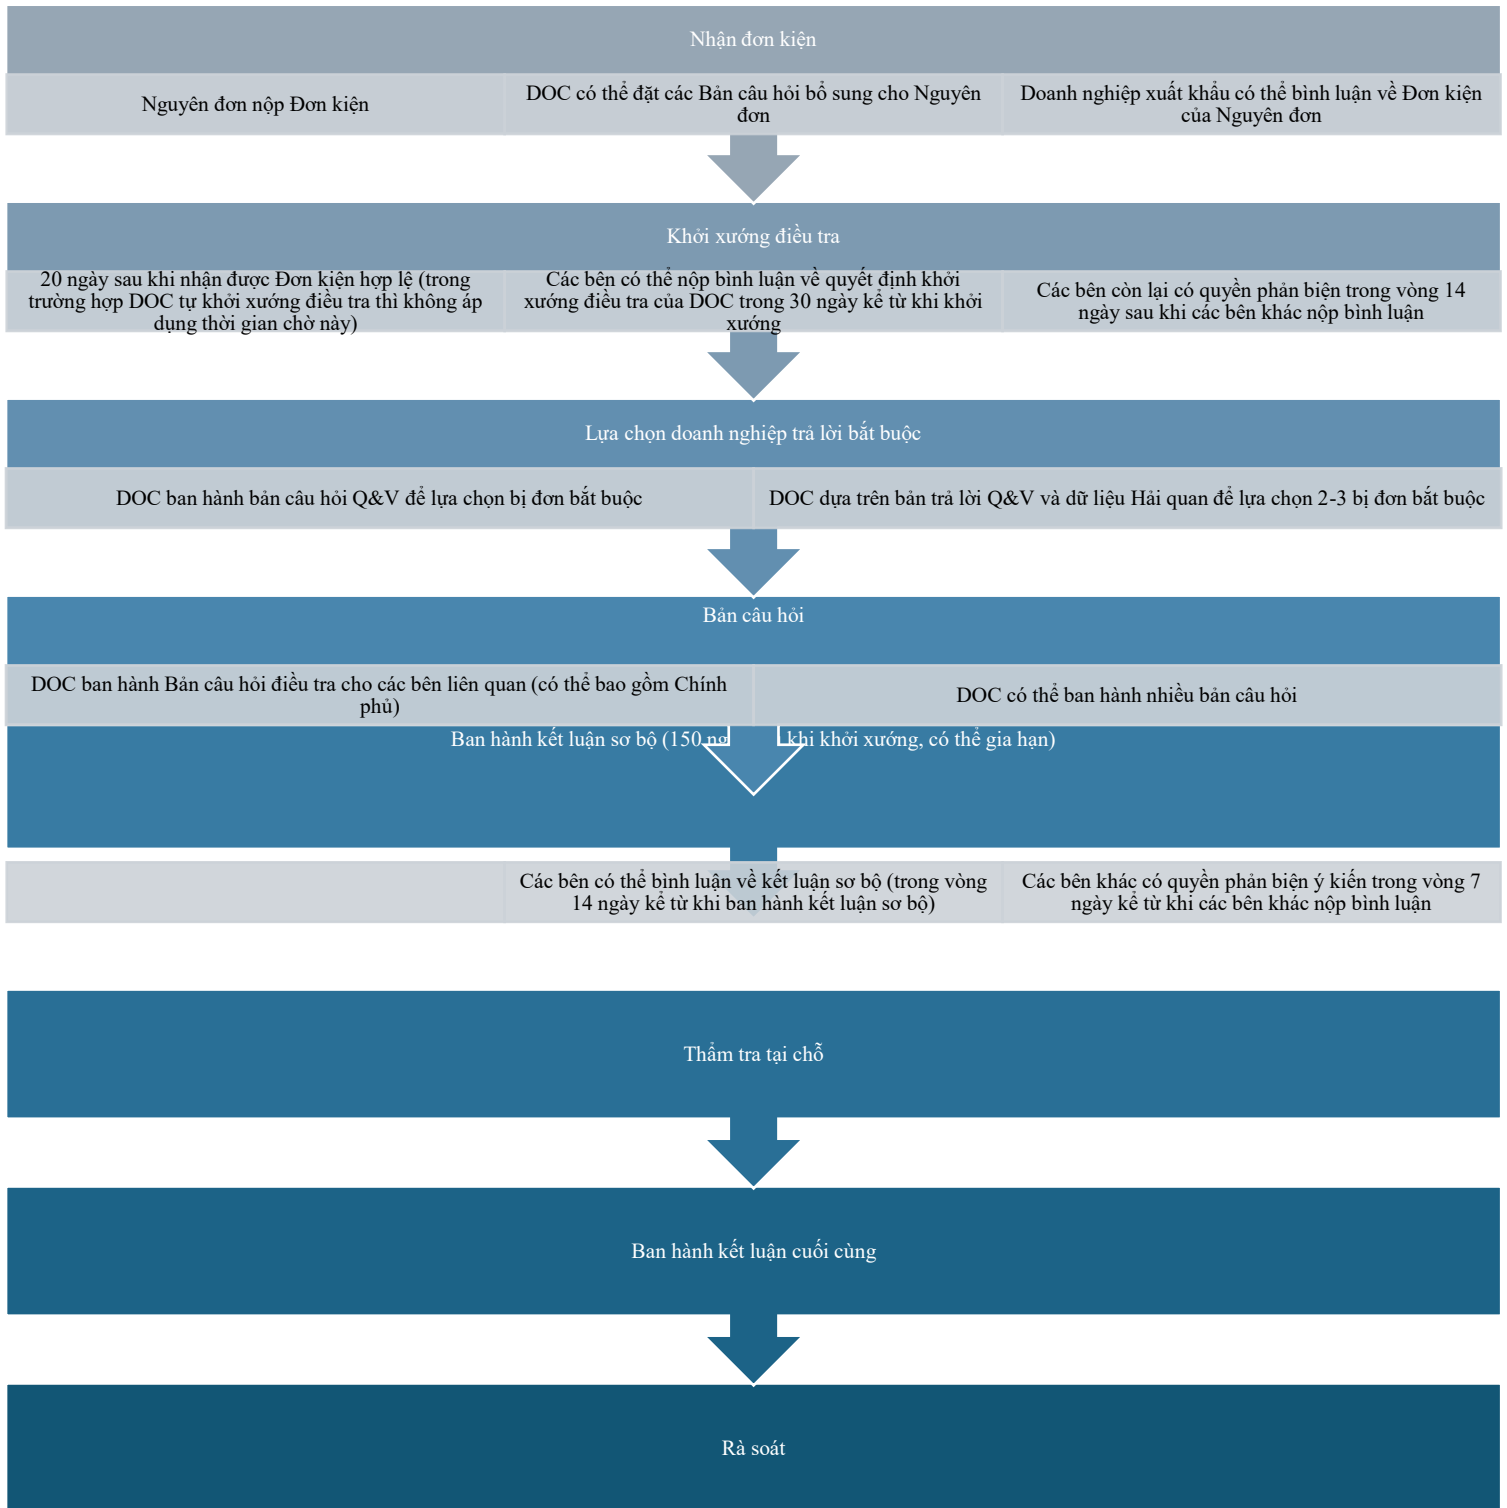 Nhận đơn kiện
Nguyên đơn nộp Đơn kiện
DOC có thể đặt các Bản câu hỏi bổ sung cho Nguyên
đơn
Doanh nghiệp xuất khẩu có thể bình luận về Đơn kiện
của Nguyên đơn
Khởi xướng điều tra
20 ngày sau khi nhận được Đơn kiện hợp lệ (trong
trường hợp DOC tự khởi xướng điều tra thì không áp
dụng thời gian chờ này)
Các bên có thể nộp bình luận về quyết định khởi
xướng điều tra của DOC trong 30 ngày kể từ khi khởi
xướng
Các bên còn lại có quyền phản biện trong vòng 14
ngày sau khi các bên khác nộp bình luận
Lựa chọn doanh nghiệp trả lời bắt buộc
DOC ban hành bản câu hỏi Q&V để lựa chọn bị đơn bắt buộc
DOC dựa trên bản trả lời Q&V và dữ liệu Hải quan để lựa chọn 2-3 bị đơn bắt buộc
Bản câu hỏi
DOC ban hành Bản câu hỏi điều tra cho các bên liên quan (có thể bao gồm Chính
phủ)
DOC có thể ban hành nhiều bản câu hỏi
Ban hành kết luận sơ bộ (150 khi khởi xướng, có thể gia hạn)
Các bên có thể bình luận về kết luận sơ bộ (trong vòng
14 ngày kể từ khi ban hành kết luận sơ bộ)
Các bên khác có quyền phản biện ý kiến trong vòng 7
ngày kể từ khi các bên khác nộp bình luận
Thẩm tra tại chỗ
Ban hành kết luận cuối cùng
Rà soát